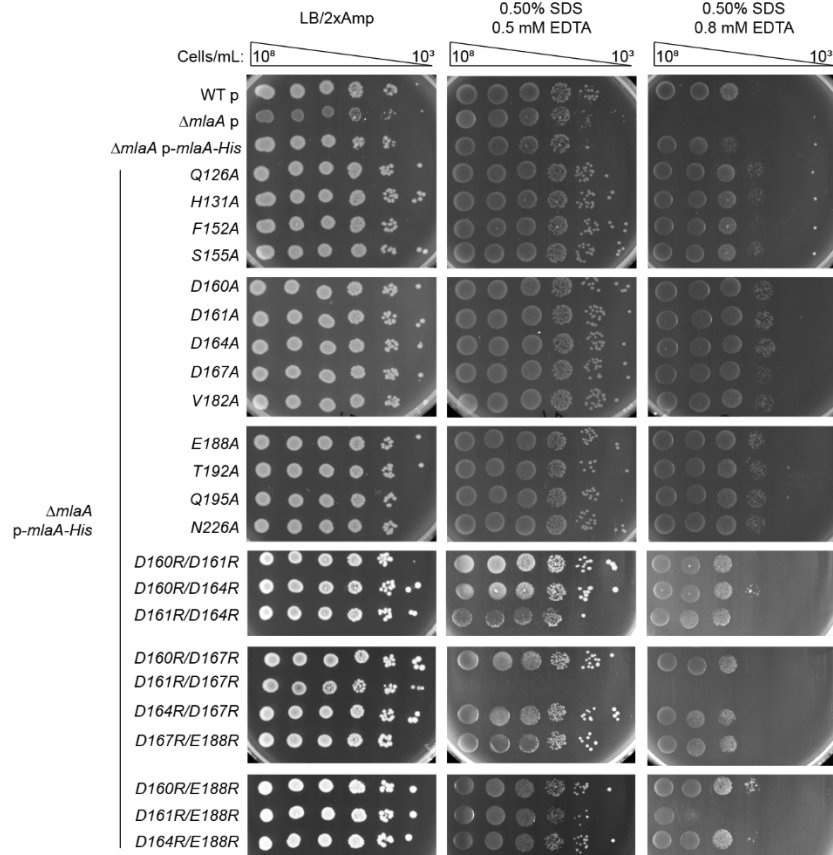 LB/2xAmp
0.50% SDS
0.5 mM EDTA
0.50% SDS
0.8 mM EDTA
Cells/mL: 10⁸ 10⁸ 10³ 10⁸ 10³
WT p
ΔmlaA p
ΔmlaA p-mlaA-His
Q126A
H131A
F152A
S155A
D160A
D161A
D164A
D167A
V182A
E188A
T192A
Q195A
N226A
ΔmlaA
p-mlaA-His
D160R/D161R
D160R/D164R
D161R/D164R
D160R/D167R
D161R/D167R
D164R/D167R
D167R/E188R
D160R/E188R
D161R/E188R
D164R/E188R